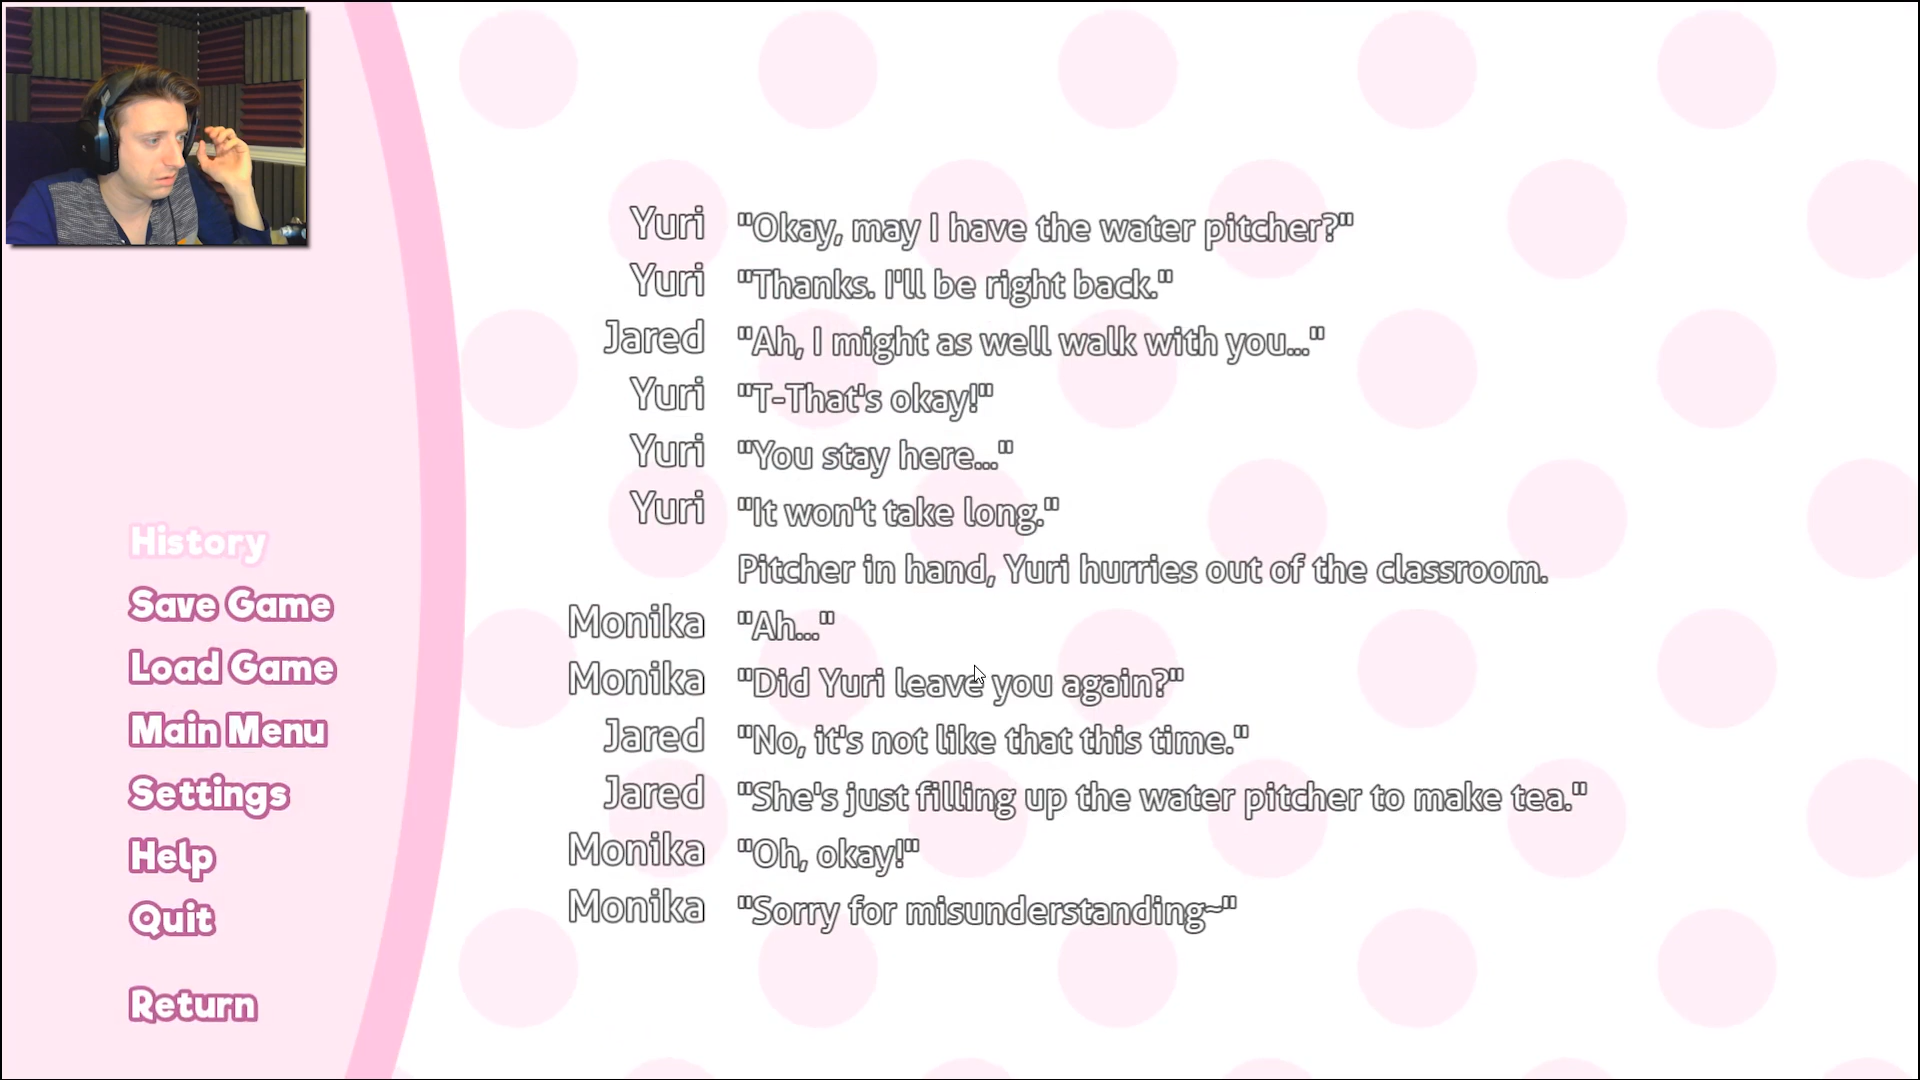 Yuri "Okay, may I have the water pitcher?"
Yuri "Thanks. I'll be right back."
Jared "Ah, I might as well walk with you..."
Yuri "T-That's okay!"
Yuri "You stay here..."
Yuri "It won't take long."
Pitcher in hand, Yuri hurries out of the classroom.
Monika "Ah..."
Monika "Did Yuri leave you again?"
Jared "No, it's not like that this time."
Jared "She's just filling up the water pitcher to make tea."
Monika "Oh, okay!"
Monika "Sorry for misunderstanding~"
History
Save Game
Load Game
Main Menu
Settings
Help
Quit
Return